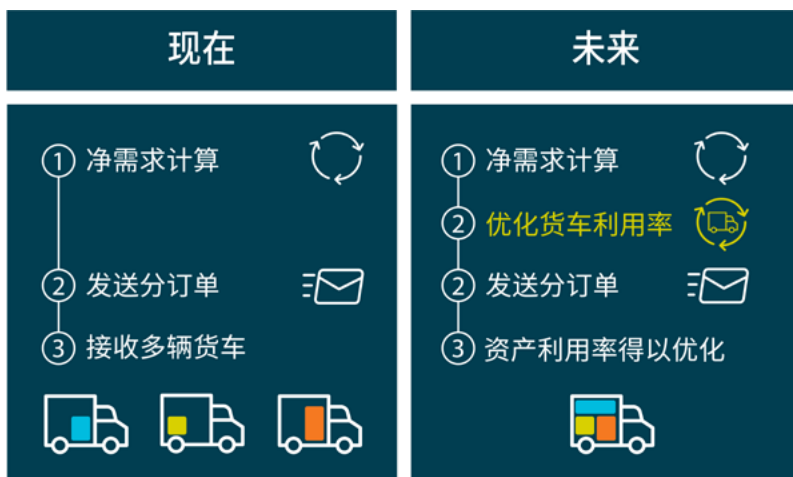 现在
① 净需求计算
② 发送分订单
③ 接收多辆货车
未来
① 净需求计算
② 优化货车利用率
② 发送分订单
③ 资产利用率得以优化